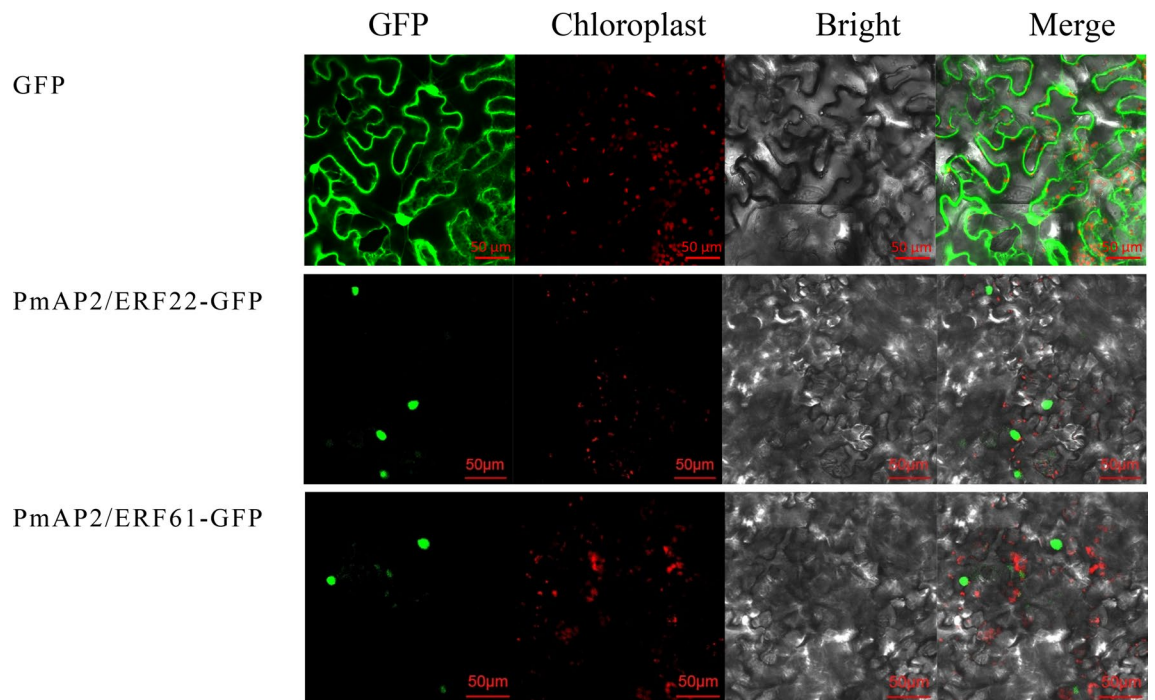 GFP Chloroplast Bright Merge
GFP
50 μm 50 μm 50 μm 50 μm
PmAP2/ERF22-GFP
50μm 50μm 50μm 50μm
PmAP2/ERF61-GFP
50μm 50μm 50μm 50μm